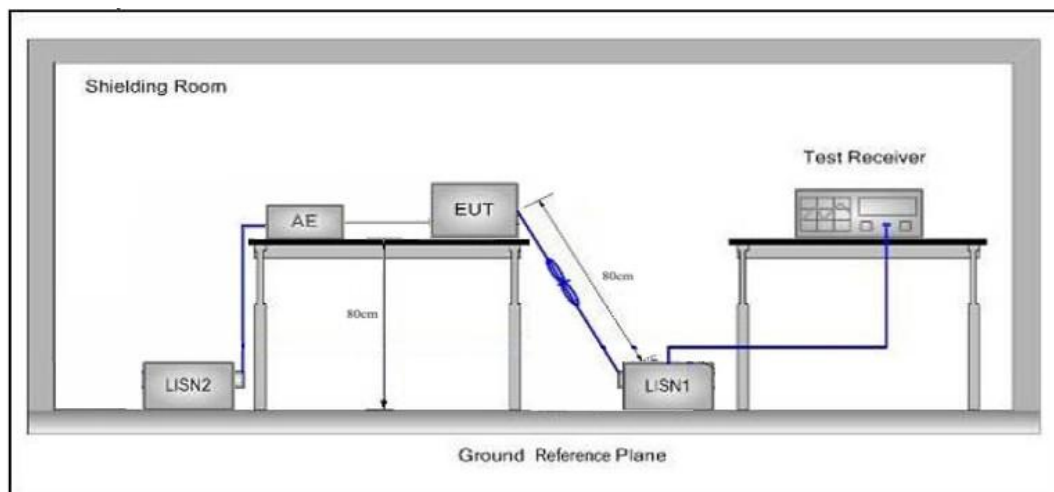 Shielding Room
Test Receiver
AE
EUT
80cm
80cm
LISN2
LISN1
Ground Reference Plane